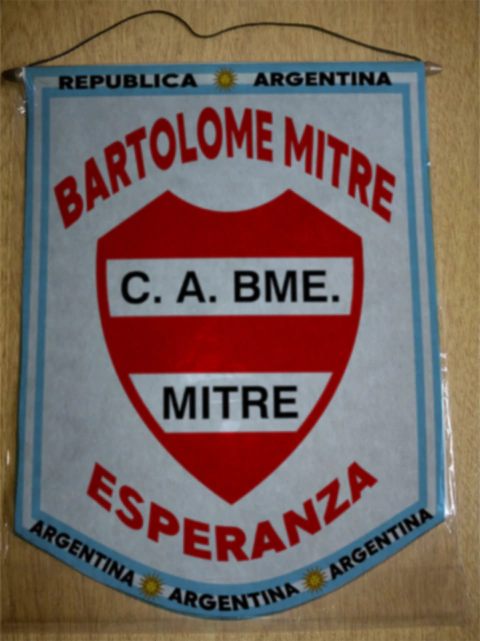 REPUBLICA ARGENTINA
BARTOLOME MITRE
C. A. BME.
MITRE
ESPERANZA
ARGENTINA ARGENTINA ARGENTINA